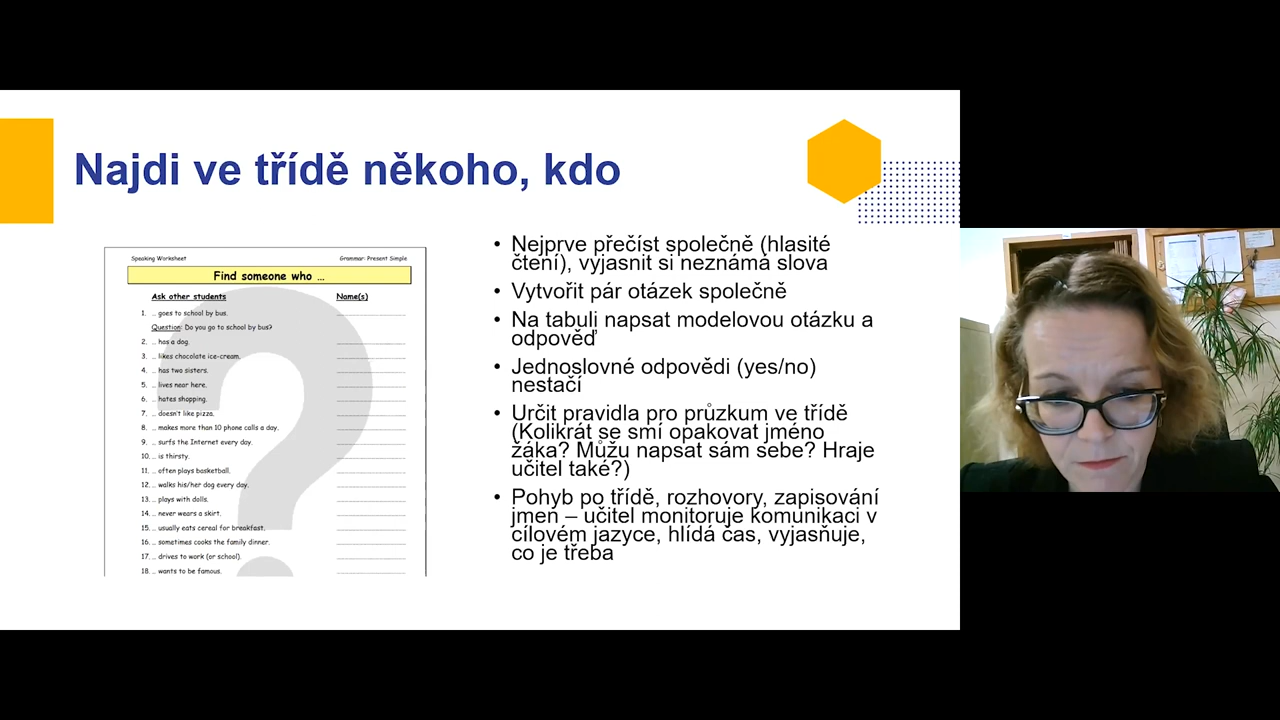 Najdi ve třídě někoho, kdo
Speaking Worksheet Grammar: Present Simple
Find someone who …
Ask other students Name(s)
1. … goes to school by bus.
Question: Do you go to school by bus?
2. … has a dog.
3. … likes chocolate ice-cream.
4. … has two sisters.
5. … lives near here.
6. … hates shopping.
7. … doesn't like pizza.
8. … makes more than 10 phone calls a day.
9. … surfs the Internet every day.
10. … is thirsty.
11. … often plays basketball.
12. … walks his/her dog every day.
13. … plays with dolls.
14. … never wears a skirt.
15. … usually eats cereal for breakfast.
16. … sometimes cooks the family dinner.
17. … drives to work (or school).
18. … wants to be famous.
• Nejprve přečíst společně (hlasité
čtení), vyjasnit si neznámá slova
• Vytvořit pár otázek společně
• Na tabuli napsat modelovou otázku a
odpověď
• Jednoslovné odpovědi (yes/no)
nestačí
• Určit pravidla pro průzkum ve třídě
(Kolikrát se smí opakovat jméno
žáka? Můžu napsat sám sebe? Hraje
učitel také?)
• Pohyb po třídě, rozhovory, zapisování
jmen – učitel monitoruje komunikaci v
cílovém jazyce, hlídá čas, vyjasňuje,
co je třeba